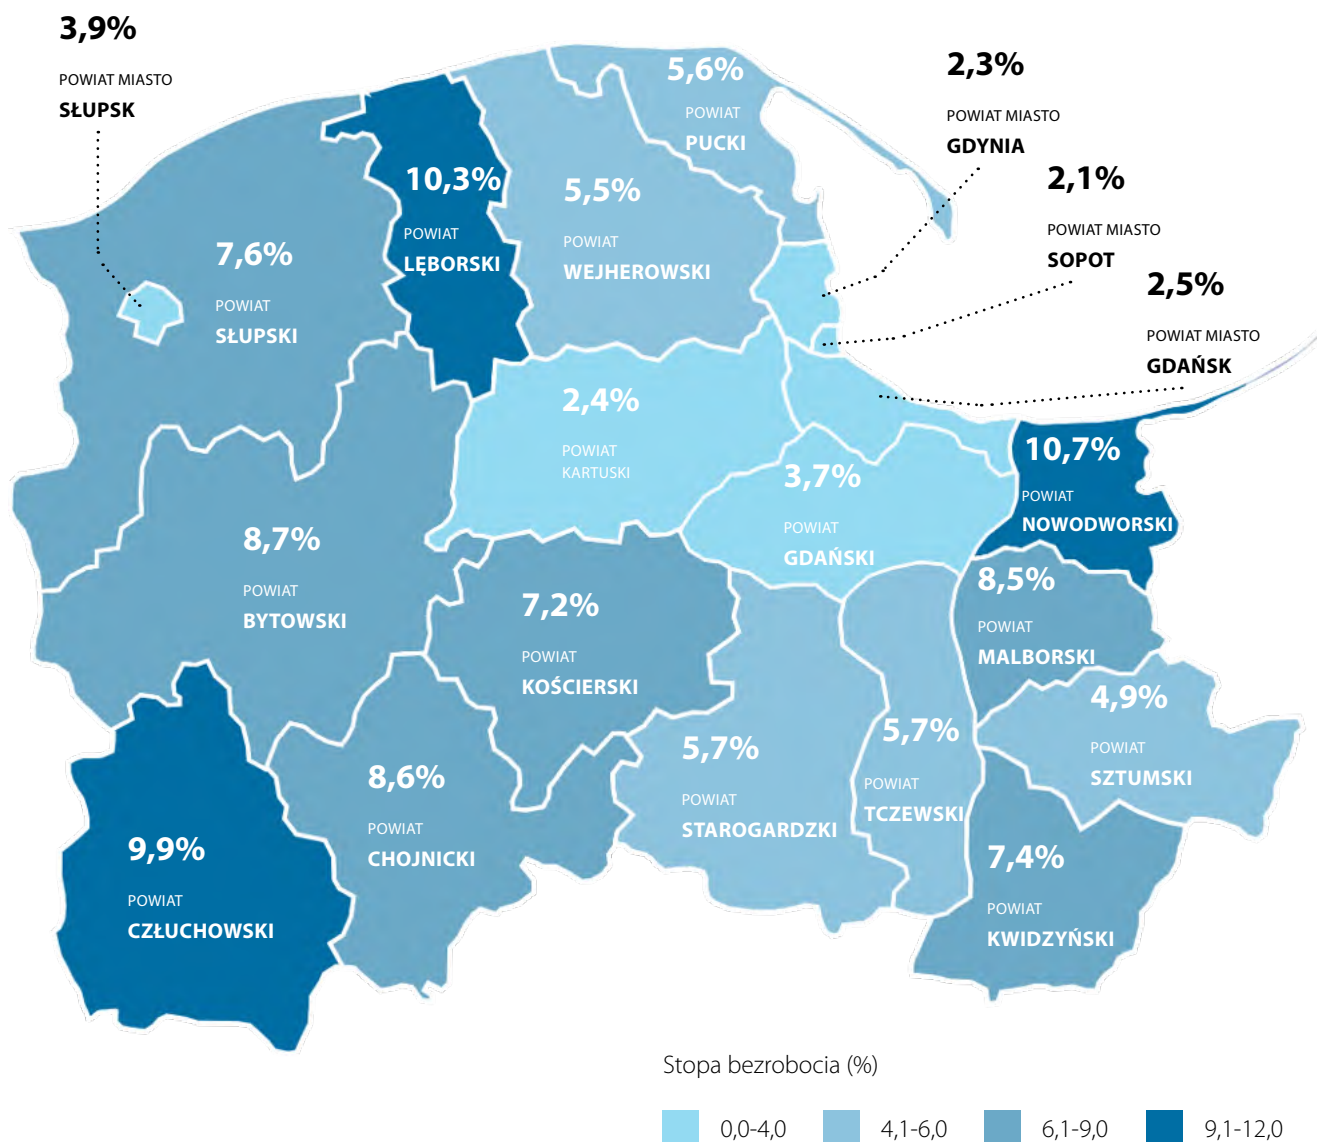 3,9%
POWIAT MIASTO
SŁUPSK
5,6%
POWIAT
PUCKI
2,3%
POWIAT MIASTO
GDYNIA
2,1%
POWIAT MIASTO
SOPOT
2,5%
POWIAT MIASTO
GDAŃSK
10,3%
POWIAT
LĘBORSKI
5,5%
POWIAT
WEJHEROWSKI
7,6%
POWIAT
SŁUPSKI
2,4%
POWIAT
KARTUSKI
3,7%
POWIAT
GDAŃSKI
10,7%
POWIAT
NOWODWORSKI
8,7%
POWIAT
BYTOWSKI
7,2%
POWIAT
KOŚCIERSKI
8,5%
POWIAT
MALBORSKI
4,9%
POWIAT
SZTUMSKI
5,7%
POWIAT
STAROGARDZKI
5,7%
POWIAT
TCZEWSKI
8,6%
POWIAT
CHOJNICKI
9,9%
POWIAT
CZŁUCHOWSKI
7,4%
POWIAT
KWIDZYŃSKI
Stopa bezrobocia (%)
0,0-4,0
4,1-6,0
6,1-9,0
9,1-12,0